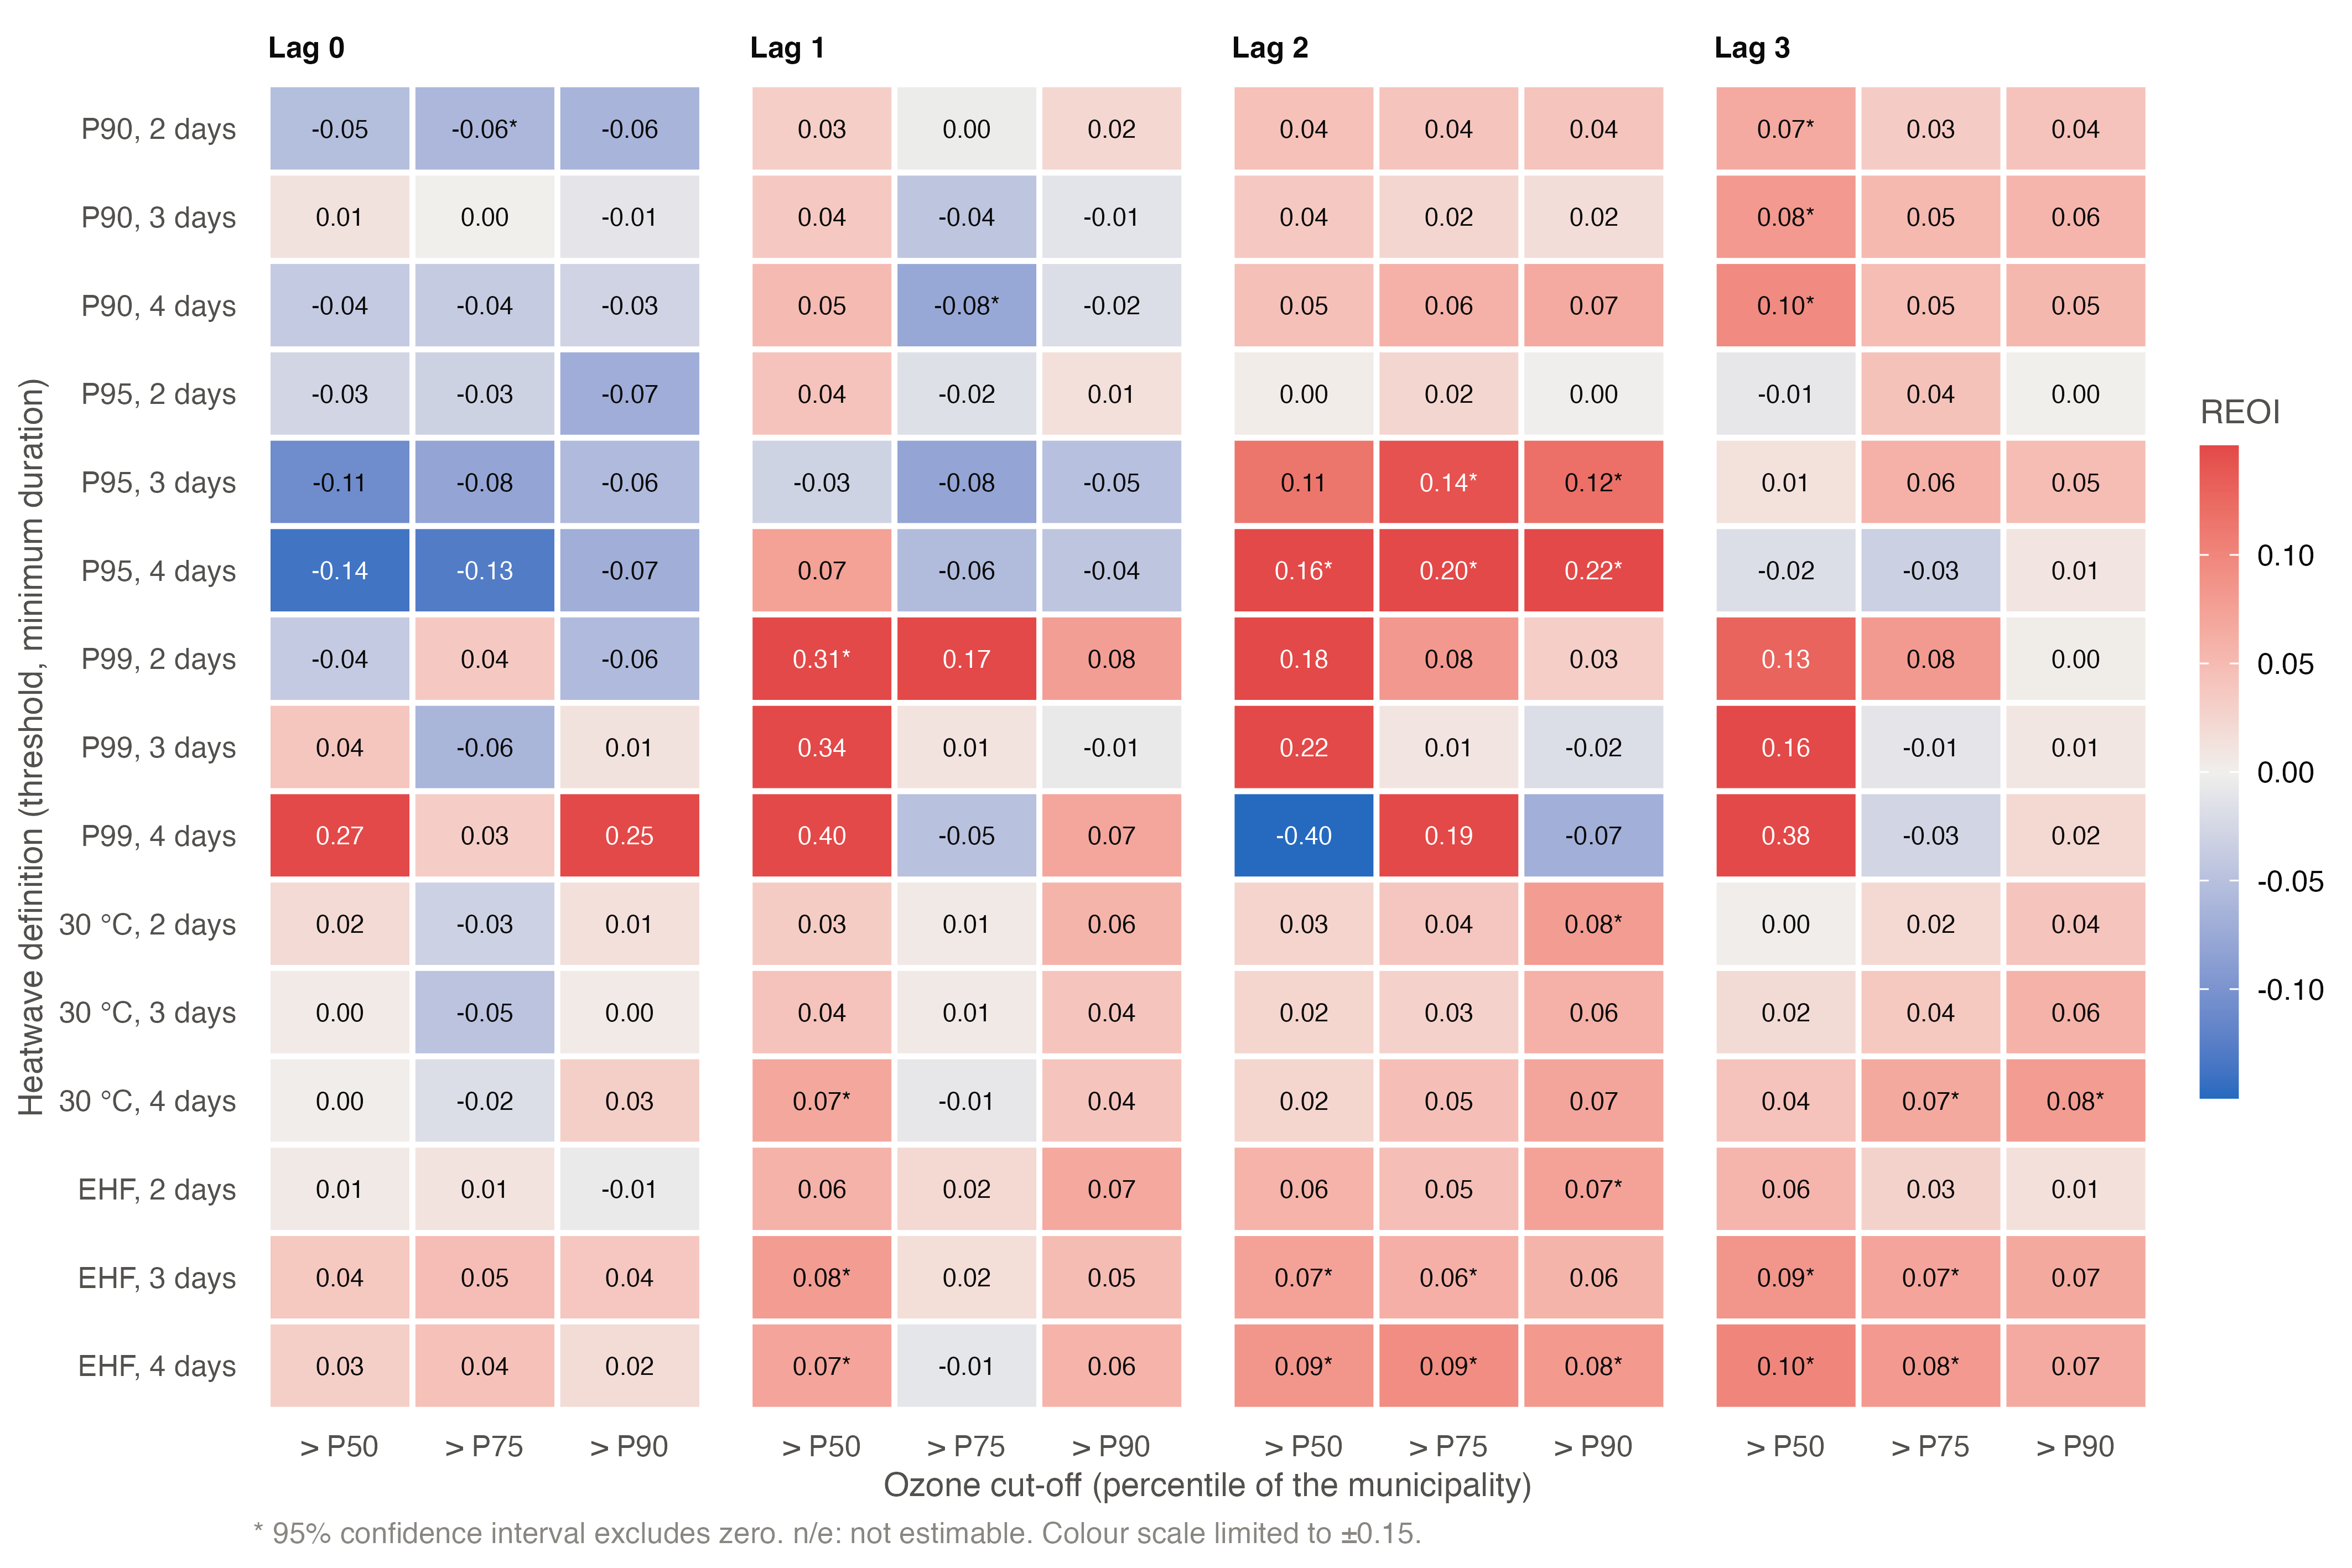 Lag 0 Lag 1 Lag 2 Lag 3
P90, 2 days -0.05 -0.06* -0.06 0.03 0.00 0.02 0.04 0.04 0.04 0.07* 0.03 0.04
P90, 3 days 0.01 0.00 -0.01 0.04 -0.04 -0.01 0.04 0.02 0.02 0.08* 0.05 0.06
P90, 4 days -0.04 -0.04 -0.03 0.05 -0.08* -0.02 0.05 0.06 0.07 0.10* 0.05 0.05
P95, 2 days -0.03 -0.03 -0.07 0.04 -0.02 0.01 0.00 0.02 0.00 -0.01 0.04 0.00
P95, 3 days -0.11 -0.08 -0.06 -0.03 -0.08 -0.05 0.11 0.14* 0.12* 0.01 0.06 0.05
P95, 4 days -0.14 -0.13 -0.07 0.07 -0.06 -0.04 0.16* 0.20* 0.22* -0.02 -0.03 0.01
P99, 2 days -0.04 0.04 -0.06 0.31* 0.17 0.08 0.18 0.08 0.03 0.13 0.08 0.00
P99, 3 days 0.04 -0.06 0.01 0.34 0.01 -0.01 0.22 0.01 -0.02 0.16 -0.01 0.01
P99, 4 days 0.27 0.03 0.25 0.40 -0.05 0.07 -0.40 0.19 -0.07 0.38 -0.03 0.02
30 °C, 2 days 0.02 -0.03 0.01 0.03 0.01 0.06 0.03 0.04 0.08* 0.00 0.02 0.04
30 °C, 3 days 0.00 -0.05 0.00 0.04 0.01 0.04 0.02 0.03 0.06 0.02 0.04 0.06
30 °C, 4 days 0.00 -0.02 0.03 0.07* -0.01 0.04 0.02 0.05 0.07 0.04 0.07* 0.08*
EHF, 2 days 0.01 0.01 -0.01 0.06 0.02 0.07 0.06 0.05 0.07* 0.06 0.03 0.01
EHF, 3 days 0.04 0.05 0.04 0.08* 0.02 0.05 0.07* 0.06* 0.06 0.09* 0.07* 0.07
EHF, 4 days 0.03 0.04 0.02 0.07* -0.01 0.06 0.09* 0.09* 0.08* 0.10* 0.08* 0.07
> P50 > P75 > P90 > P50 > P75 > P90 > P50 > P75 > P90 > P50 > P75 > P90
Ozone cut-off (percentile of the municipality)
Heatwave definition (threshold, minimum duration)
REOI
0.10
0.05
0.00
-0.05
-0.10
* 95% confidence interval excludes zero. n/e: not estimable. Colour scale limited to ±0.15.